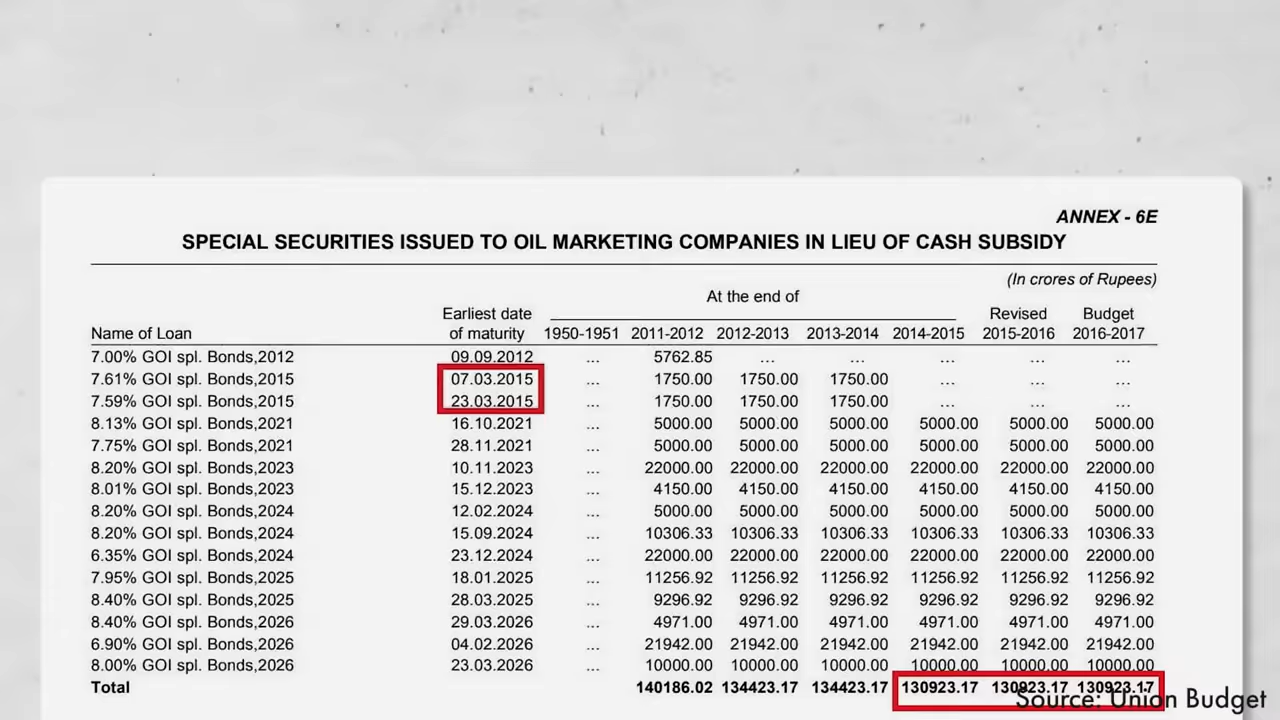 ANNEX - 6E
SPECIAL SECURITIES ISSUED TO OIL MARKETING COMPANIES IN LIEU OF CASH SUBSIDY
(In crores of Rupees)
At the end of
Earliest date Revised Budget
Name of Loan of maturity 1950-1951 2011-2012 2012-2013 2013-2014 2014-2015 2015-2016 2016-2017
7.00% GOI spl. Bonds,2012 09.09.2012 ... 5762.85 ... ... ... ... ...
7.61% GOI spl. Bonds,2015 07.03.2015 ... 1750.00 1750.00 1750.00 ... ... ...
7.59% GOI spl. Bonds,2015 23.03.2015 ... 1750.00 1750.00 1750.00 ... ... ...
8.13% GOI spl. Bonds,2021 16.10.2021 ... 5000.00 5000.00 5000.00 5000.00 5000.00 5000.00
7.75% GOI spl. Bonds,2021 28.11.2021 ... 5000.00 5000.00 5000.00 5000.00 5000.00 5000.00
8.20% GOI spl. Bonds,2023 10.11.2023 ... 22000.00 22000.00 22000.00 22000.00 22000.00 22000.00
8.01% GOI spl. Bonds,2023 15.12.2023 ... 4150.00 4150.00 4150.00 4150.00 4150.00 4150.00
8.20% GOI spl. Bonds,2024 12.02.2024 ... 5000.00 5000.00 5000.00 5000.00 5000.00 5000.00
8.20% GOI spl. Bonds,2024 15.09.2024 ... 10306.33 10306.33 10306.33 10306.33 10306.33 10306.33
6.35% GOI spl. Bonds,2024 23.12.2024 ... 22000.00 22000.00 22000.00 22000.00 22000.00 22000.00
7.95% GOI spl. Bonds,2025 18.01.2025 ... 11256.92 11256.92 11256.92 11256.92 11256.92 11256.92
8.40% GOI spl. Bonds,2025 28.03.2025 ... 9296.92 9296.92 9296.92 9296.92 9296.92 9296.92
8.40% GOI spl. Bonds,2026 29.03.2026 ... 4971.00 4971.00 4971.00 4971.00 4971.00 4971.00
6.90% GOI spl. Bonds,2026 04.02.2026 ... 21942.00 21942.00 21942.00 21942.00 21942.00 21942.00
8.00% GOI spl. Bonds,2026 23.03.2026 ... 10000.00 10000.00 10000.00 10000.00 10000.00 10000.00
Total 140186.02 134423.17 134423.17 130923.17 130923.17 130923.17
Source: Union Budget